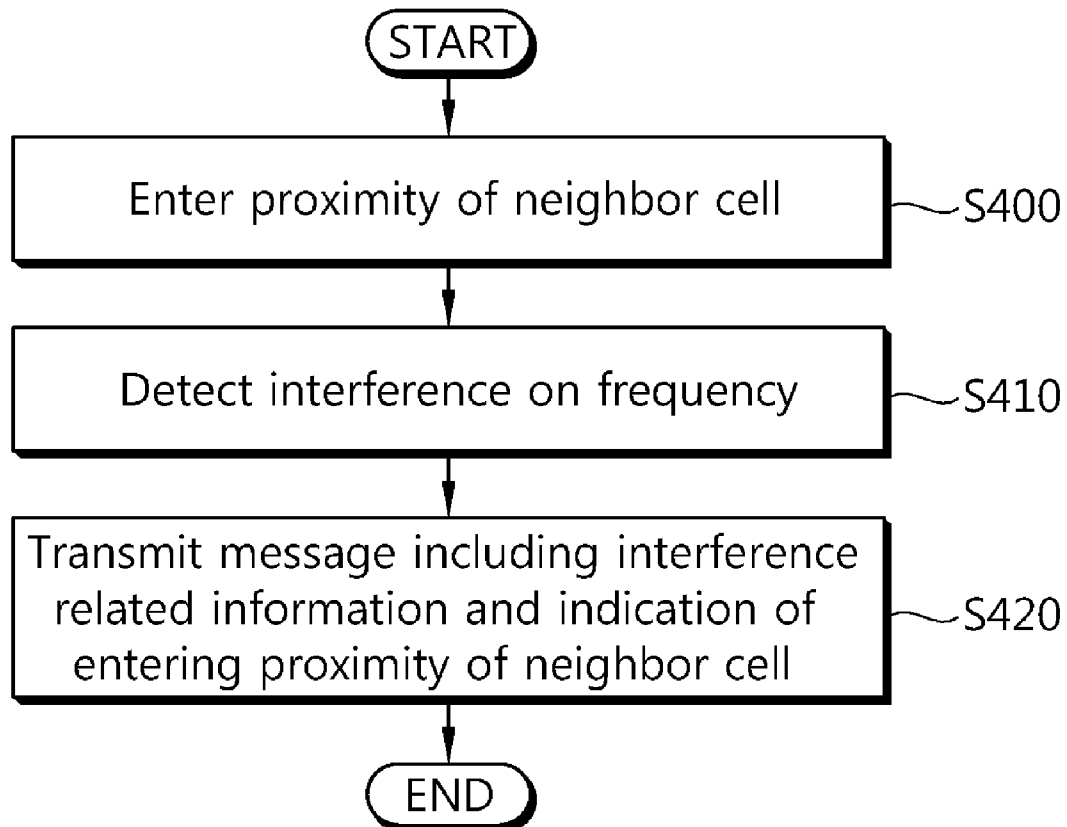 START
Enter proximity of neighbor cell
S400
Detect interference on frequency
S410
Transmit message including interference
related information and indication of
entering proximity of neighbor cell
S420
END